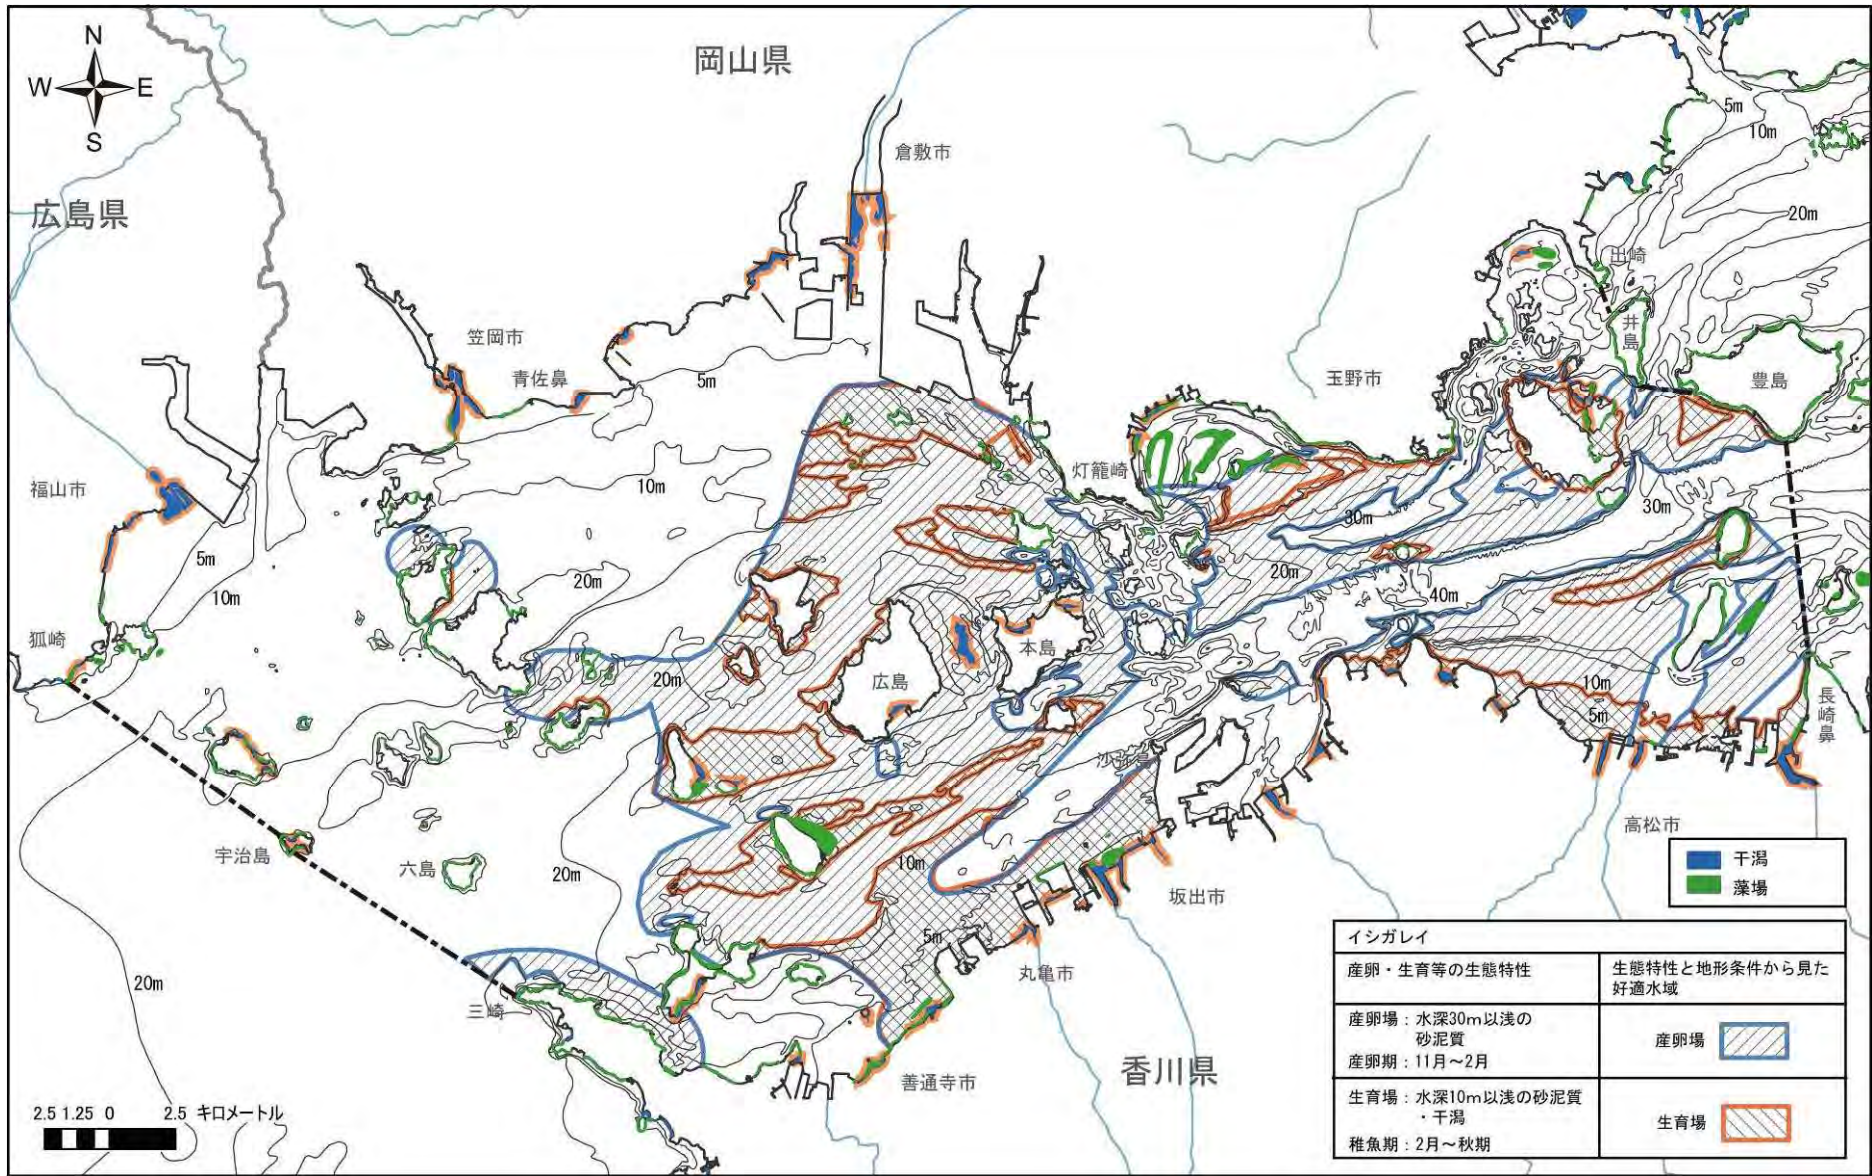 N
W
E
S
岡山県
広島県
倉敷市
5m
10m
20m
出崎
井島
豊島
笠岡市
青佐鼻
5m
玉野市
福山市
10m
灯籠崎
30m
30m
5m
10m
20m
20m
40m
狐崎
20m
本島
広島
10m
5m
長崎鼻
沙弥島
高松市
宇治島
六島
20m
10m
坂出市
5m
丸亀市
20m
三崎
善通寺市
香川県
干潟
藻場
イシガレイ
産卵・生育等の生態特性
生態特性と地形条件から見た
好適水域
産卵場：水深30m以浅の
砂泥質
産卵期：11月～2月
産卵場
生育場：水深10m以浅の砂泥質
・干潟
稚魚期：2月～秋期
生育場
2.5 1.25 0 2.5 キロメートル